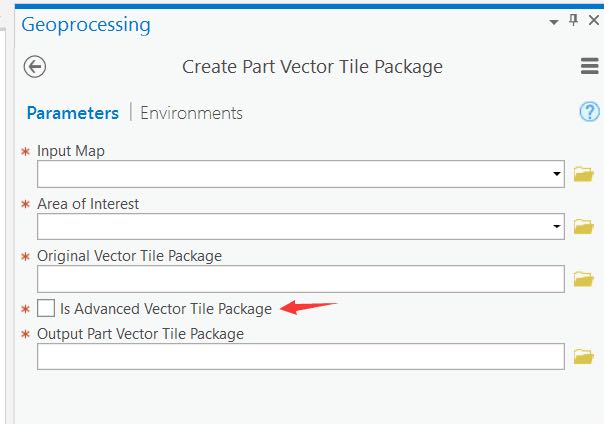 Geoprocessing
Create Part Vector Tile Package
Parameters | Environments
?
* Input Map
* Area of Interest
* Original Vector Tile Package
* Is Advanced Vector Tile Package
* Output Part Vector Tile Package